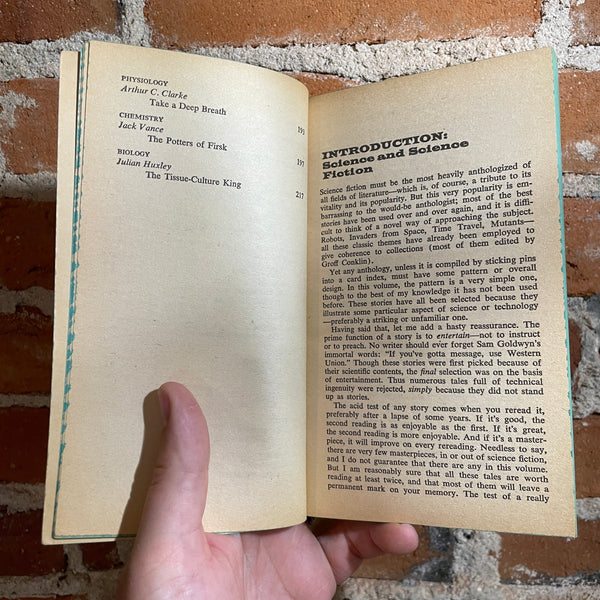 PHYSIOLOGY
Arthur C. Clarke
Take a Deep Breath
193
CHEMISTRY
Jack Vance
The Potters of Firsk
197
BIOLOGY
Julian Huxley
The Tissue-Culture King
217
INTRODUCTION:
Science and Science
Fiction
Science fiction must be the most heavily anthologized of
all fields of literature—which is, of course, a tribute to its
vitality and its popularity. But this very popularity is em-
barrassing to the would-be anthologist; most of the best
stories have been used over and over again, and it is diffi-
cult to think of a novel way of approaching the subject.
Robots, Invaders from Space, Time Travel, Mutants—
all these classic themes have already been employed to
give coherence to collections (most of them edited by
Groff Conklin).
Yet any anthology, unless it is compiled by sticking pins
into a card index, must have some pattern or overall
design. In this volume, the pattern is a very simple one,
though to the best of my knowledge it has not been used
before. These stories have all been selected because they
illustrate some particular aspect of science or technology
—preferably a striking or unfamiliar one.
Having said that, let me add a hasty reassurance. The
prime function of a story is to entertain—not to instruct
or to preach. No writer should ever forget Sam Goldwyn's
immortal words: "If you've gotta message, use Western
Union." Though these stories were first picked because of
their scientific contents, the final selection was on the basis
of entertainment. Thus numerous tales full of technical
ingenuity were rejected, simply because they did not stand
up as stories.
The acid test of any story comes when you reread it,
preferably after a lapse of some years. If it's good, the
second reading is as enjoyable as the first. If it's great,
the second reading is more enjoyable. And if it's a master-
piece, it will improve on every rereading. Needless to say,
there are very few masterpieces, in or out of science fiction,
and I do not guarantee that there are any in this volume.
But I am reasonably sure that all these tales are worth
reading at least twice, and that most of them will leave a
permanent mark on your memory. The test of a really